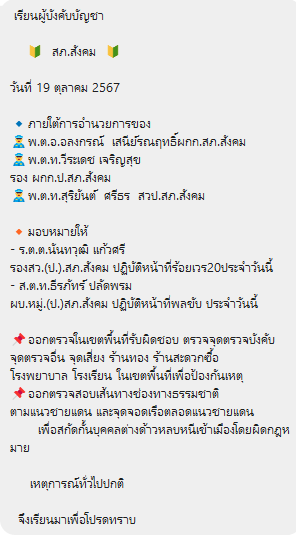 เรียนผู้บังคับบัญชา
🔰 สภ.สังคม 🔰
วันที่ 19 ตุลาคม 2567
🔹ภายใต้การอำนวยการของ
👮พ.ต.อ.อลงกรณ์ เสนีย์รณฤทธิ์ผกก.สภ.สังคม
👮พ.ต.ท.วีระเดช เจริญสุข
รอง ผกก.ป.สภ.สังคม
👮พ.ต.ท.สุริยันต์ ศรีธร สวป.สภ.สังคม
🔸มอบหมายให้
- ร.ต.ต.นันทวุฒิ แก้วศรี
รองสว.(ป.).สภ.สังคม ปฏิบัติหน้าที่ร้อยเวร20ประจำวันนี้
- ส.ต.ท.ธีรภัทร์ ปลัดพรม
ผบ.หมู่.(ป.)สภ.สังคม ปฏิบัติหน้าที่พลขับ ประจำวันนี้
📌ออกตรวจในเขตพื้นที่รับผิดชอบ ตรวจจุดตรวจบังคับ
จุดตรวจอื่น จุดเสี่ยง ร้านทอง ร้านสะดวกซื้อ
โรงพยาบาล โรงเรียน ในเขตพื้นที่เพื่อป้องกันเหตุ
📌ออกตรวจสอบเส้นทางช่องทางธรรมชาติ
ตามแนวชายแดน และจุดจอดเรือตลอดแนวชายแดน
เพื่อสกัดกั้นบุคคลต่างด้าวหลบหนีเข้าเมืองโดยผิดกฎห
มาย
เหตุการณ์ทั่วไปปกติ
จึงเรียนมาเพื่อโปรดทราบ